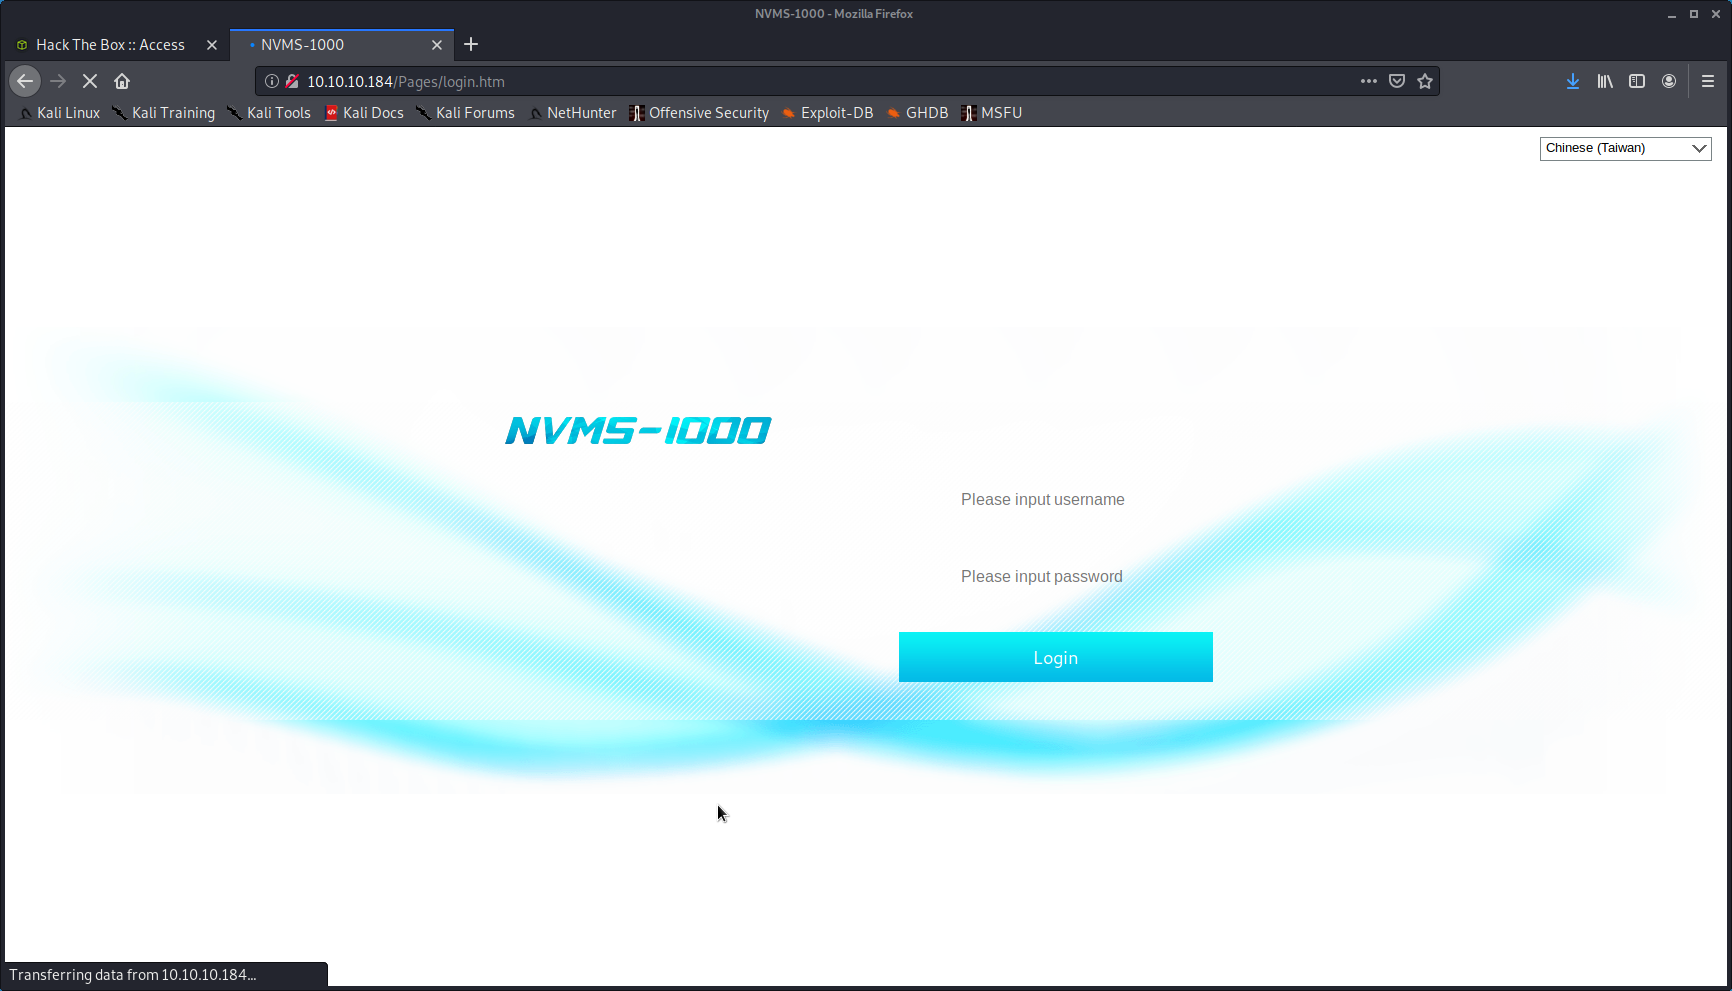 NVMS-1000 - Mozilla Firefox
Hack The Box :: Access
NVMS-1000
10.10.10.184/Pages/login.htm
Kali Linux Kali Training Kali Tools Kali Docs Kali Forums NetHunter Offensive Security Exploit-DB GHDB MSFU
Chinese (Taiwan)
NVMS-1000
Please input username
Please input password
Login
Transferring data from 10.10.10.184...